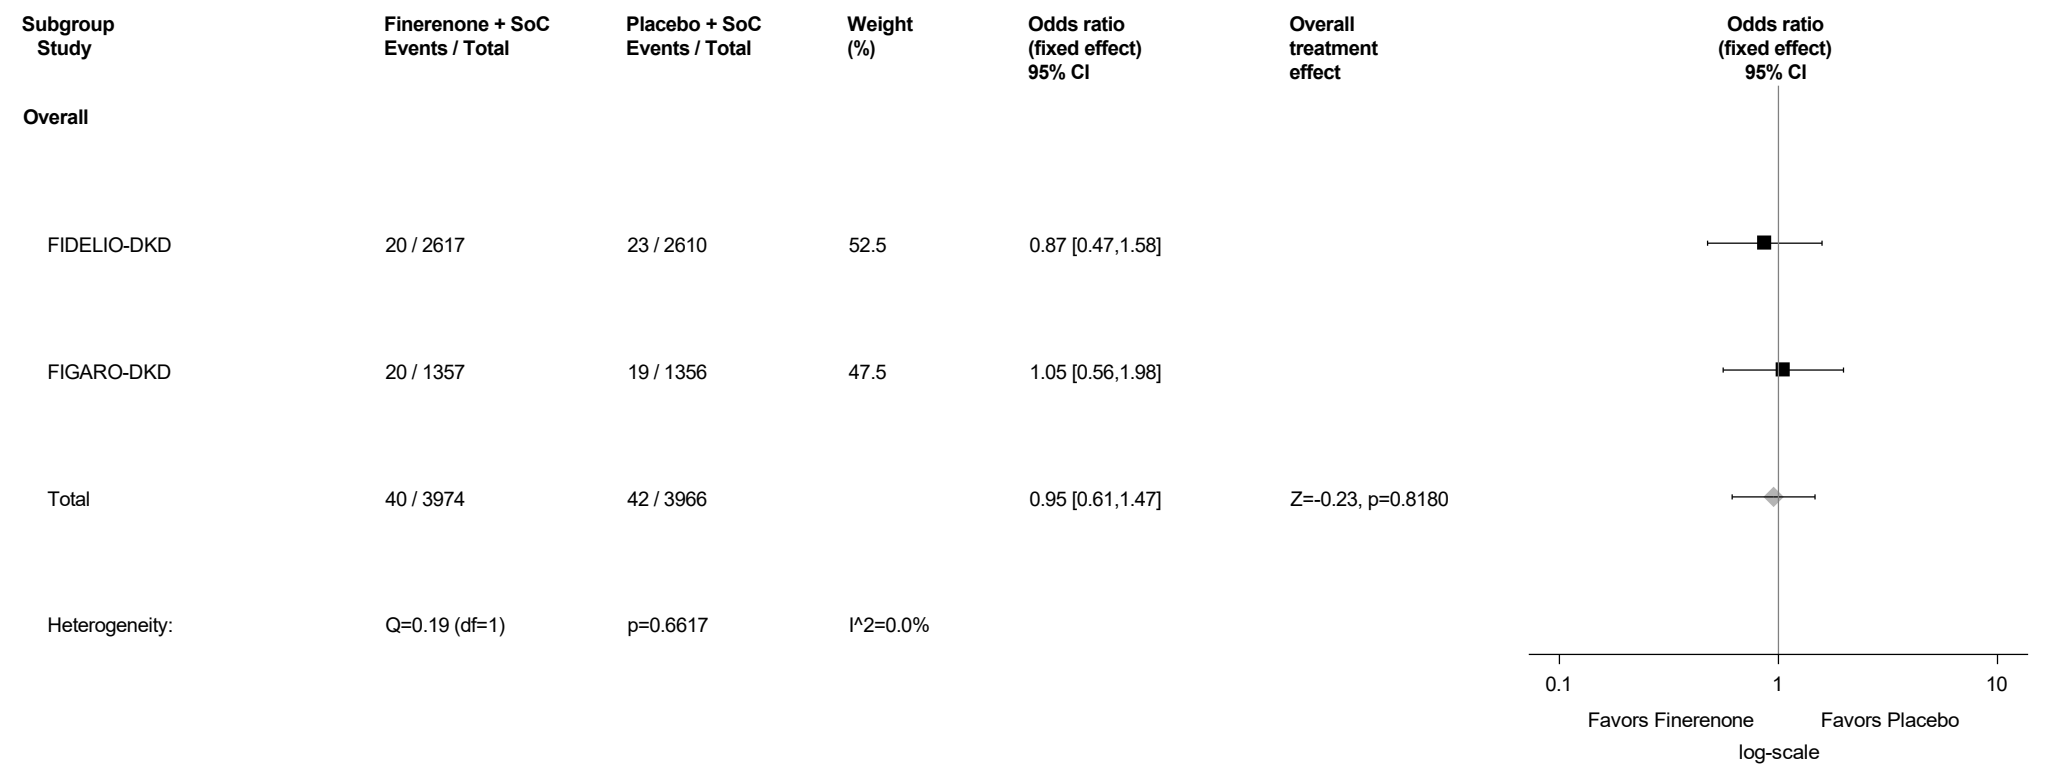 Subgroup Finerenone + SoC Placebo + SoC Weight Odds ratio Overall Odds ratio
Study Events / Total Events / Total (%) (fixed effect) treatment (fixed effect)
95% CI effect 95% CI
Overall
FIDELIO-DKD 20 / 2617 23 / 2610 52.5 0.87 [0.47,1.58]
FIGARO-DKD 20 / 1357 19 / 1356 47.5 1.05 [0.56,1.98]
Total 40 / 3974 42 / 3966 0.95 [0.61,1.47] Z=-0.23, p=0.8180
Heterogeneity: Q=0.19 (df=1) p=0.6617 I^2=0.0%
0.1 1 10
Favors Finerenone Favors Placebo
log-scale